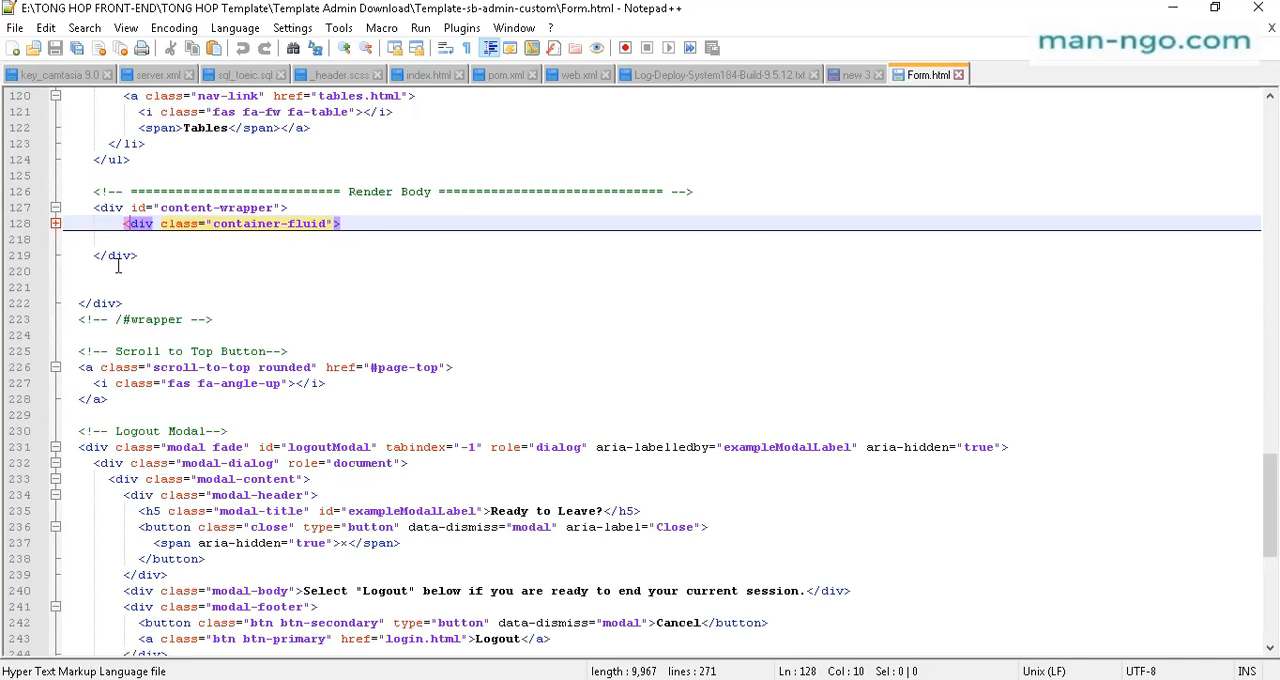 E:\TONG HOP FRONT-END\TONG HOP Template\Template Admin Download\Template-sb-admin-custom\Form.html - Notepad++
File Edit Search View Encoding Language Settings Tools Macro Run Plugins Window ? X
man-ngo.com
key_camtasia 9.0 server.xml sql_toeic.sql _header.scss index.html pom.xml web.xml Log-Deploy-System184-Build-9.5.12.txt new 3 Form.html
120 <a class="nav-link" href="tables.html">
121 <i class="fas fa-fw fa-table"></i>
122 <span>Tables</span></a>
123 </li>
124 </ul>
125
126 <!-- ============================ Render Body ============================== -->
127 <div id="content-wrapper">
128 <div class="container-fluid">
218
219 </div>
220
221
222 </div>
223 <!-- /#wrapper -->
224
225 <!-- Scroll to Top Button-->
226 <a class="scroll-to-top rounded" href="#page-top">
227 <i class="fas fa-angle-up"></i>
228 </a>
229
230 <!-- Logout Modal-->
231 <div class="modal fade" id="logoutModal" tabindex="-1" role="dialog" aria-labelledby="exampleModalLabel" aria-hidden="true">
232 <div class="modal-dialog" role="document">
233 <div class="modal-content">
234 <div class="modal-header">
235 <h5 class="modal-title" id="exampleModalLabel">Ready to Leave?</h5>
236 <button class="close" type="button" data-dismiss="modal" aria-label="Close">
237 <span aria-hidden="true">×</span>
238 </button>
239 </div>
240 <div class="modal-body">Select "Logout" below if you are ready to end your current session.</div>
241 <div class="modal-footer">
242 <button class="btn btn-secondary" type="button" data-dismiss="modal">Cancel</button>
243 <a class="btn btn-primary" href="login.html">Logout</a>
244 </div>
Hyper Text Markup Language file length : 9,967 lines : 271 Ln : 128 Col : 10 Sel : 0 | 0 Unix (LF) UTF-8 INS